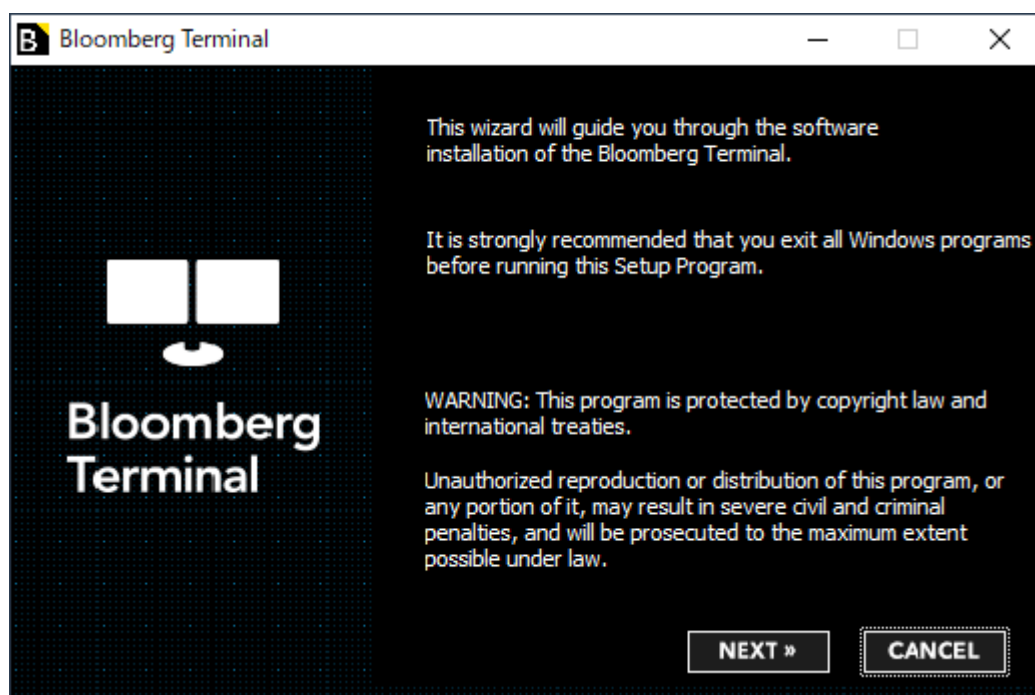 B Bloomberg Terminal
This wizard will guide you through the software
installation of the Bloomberg Terminal.
It is strongly recommended that you exit all Windows programs
before running this Setup Program.
Bloomberg
Terminal
WARNING: This program is protected by copyright law and
international treaties.
Unauthorized reproduction or distribution of this program, or
any portion of it, may result in severe civil and criminal
penalties, and will be prosecuted to the maximum extent
possible under law.
NEXT » CANCEL